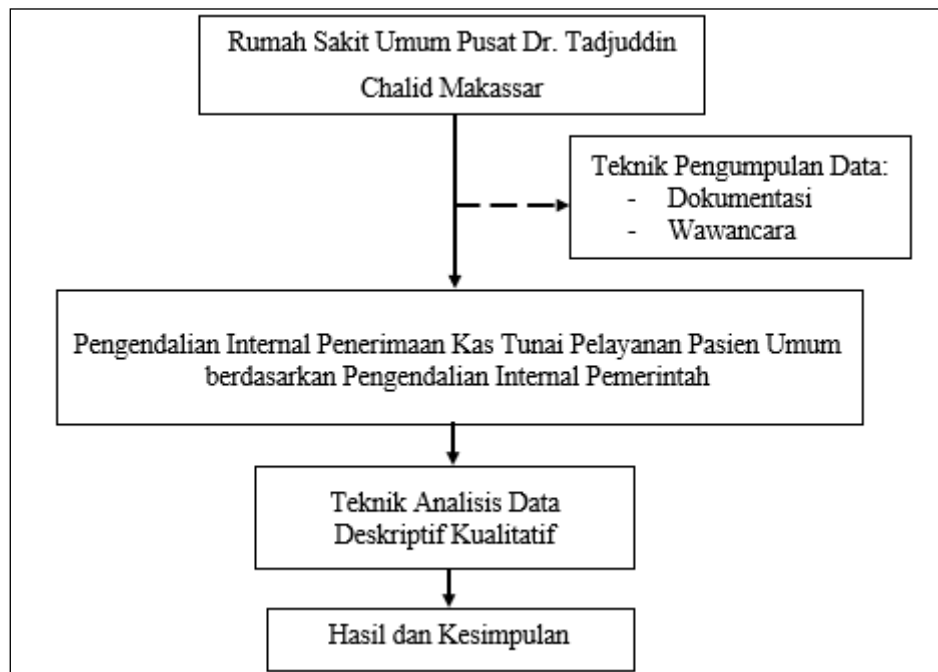 Rumah Sakit Umum Pusat Dr. Tadjuddin
Chalid Makassar
Teknik Pengumpulan Data:
- Dokumentasi
- Wawancara
Pengendalian Internal Penerimaan Kas Tunai Pelayanan Pasien Umum
berdasarkan Pengendalian Internal Pemerintah
Teknik Analisis Data
Deskriptif Kualitatif
Hasil dan Kesimpulan